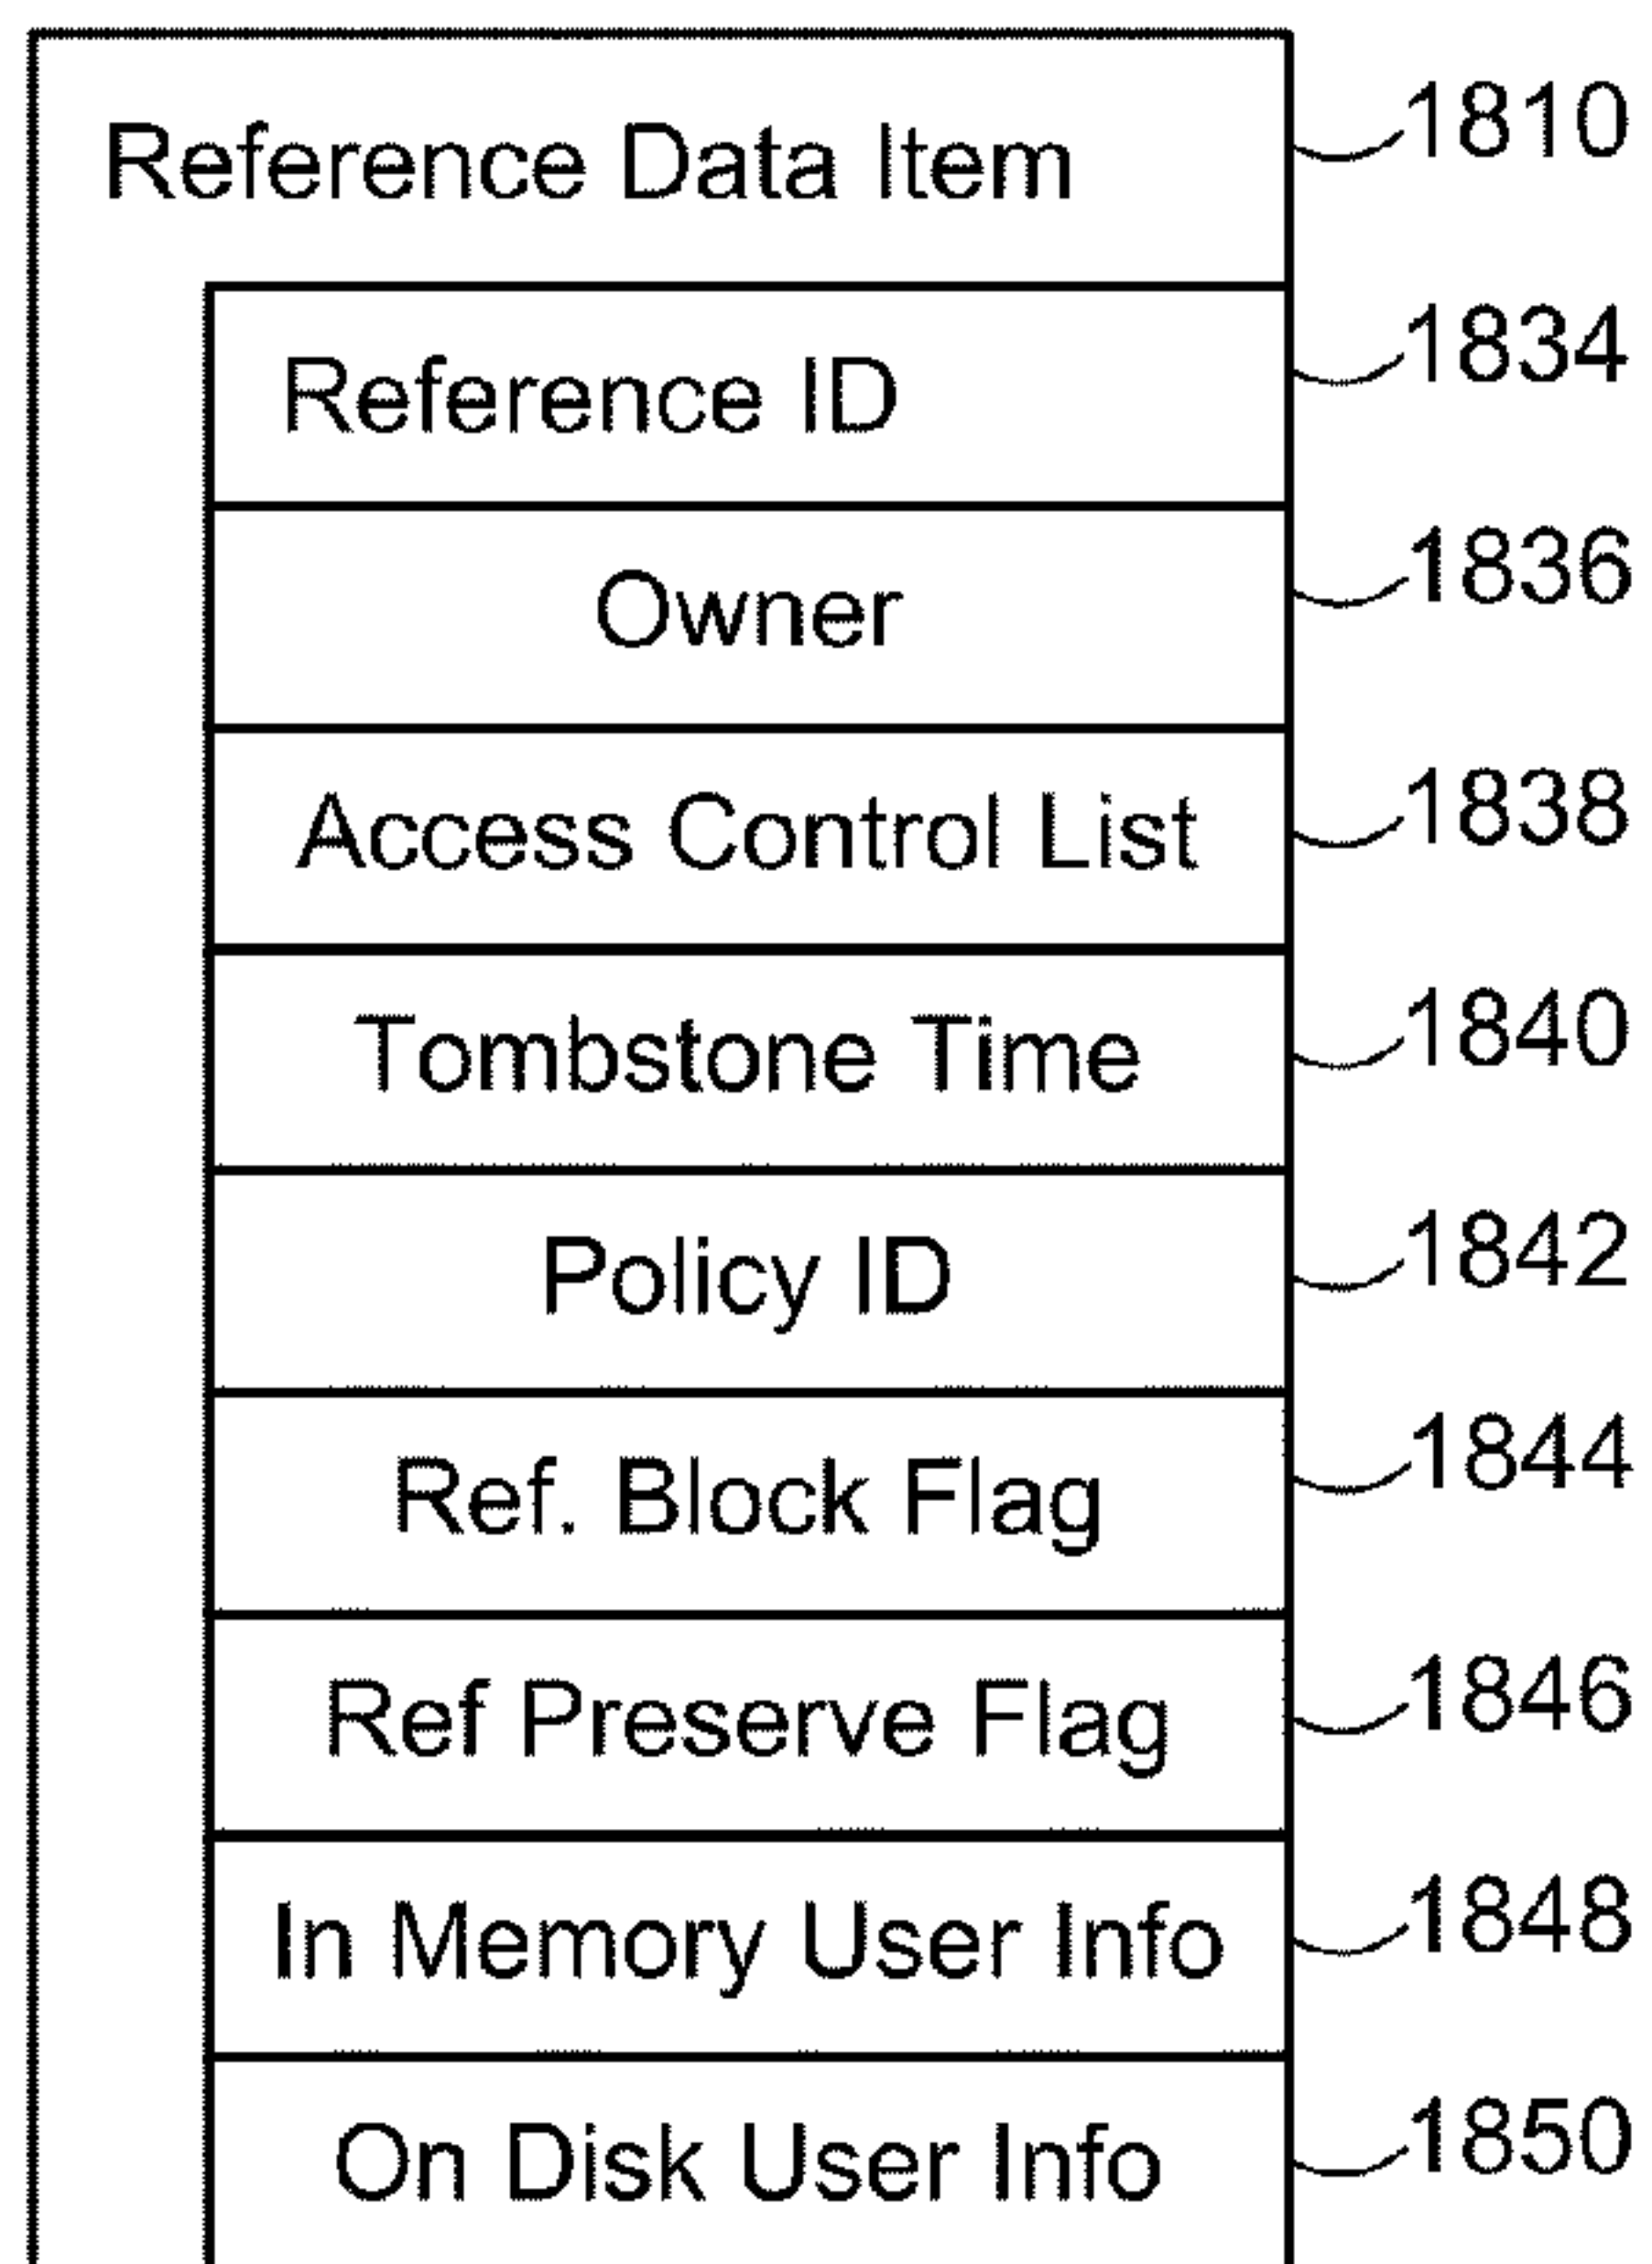 Reference Data Item 1810
Reference ID 1834
Owner 1836
Access Control List 1838
Tombstone Time 1840
Policy ID 1842
Ref. Block Flag 1844
Ref Preserve Flag 1846
In Memory User Info 1848
On Disk User Info 1850